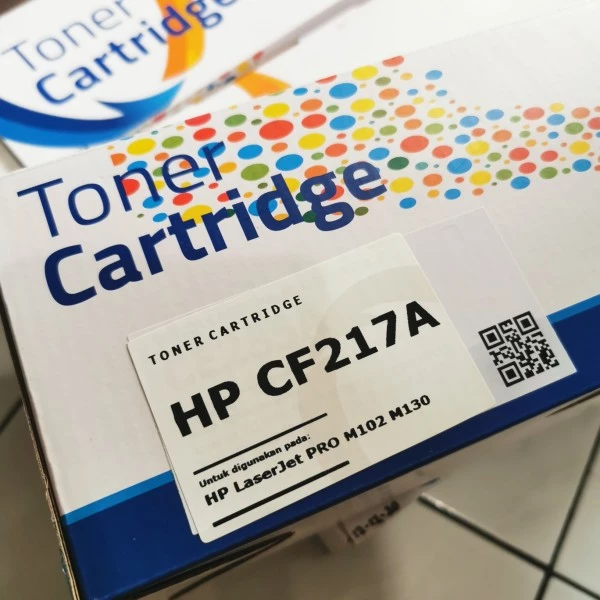 Toner
Cartridge
Toner
Cartridge
TONER CARTRIDGE
HP CF217A
Untuk digunakan pada:
HP LaserJet PRO M102 M130